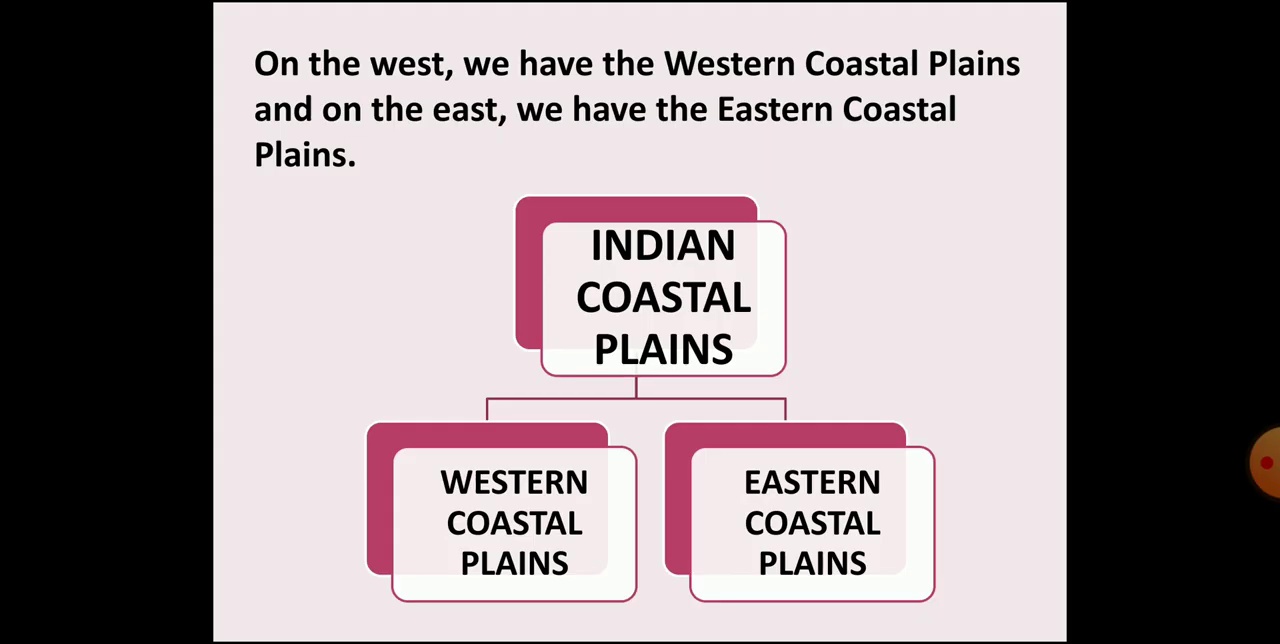 On the west, we have the Western Coastal Plains
and on the east, we have the Eastern Coastal
Plains.
INDIAN
COASTAL
PLAINS
WESTERN
COASTAL
PLAINS
EASTERN
COASTAL
PLAINS